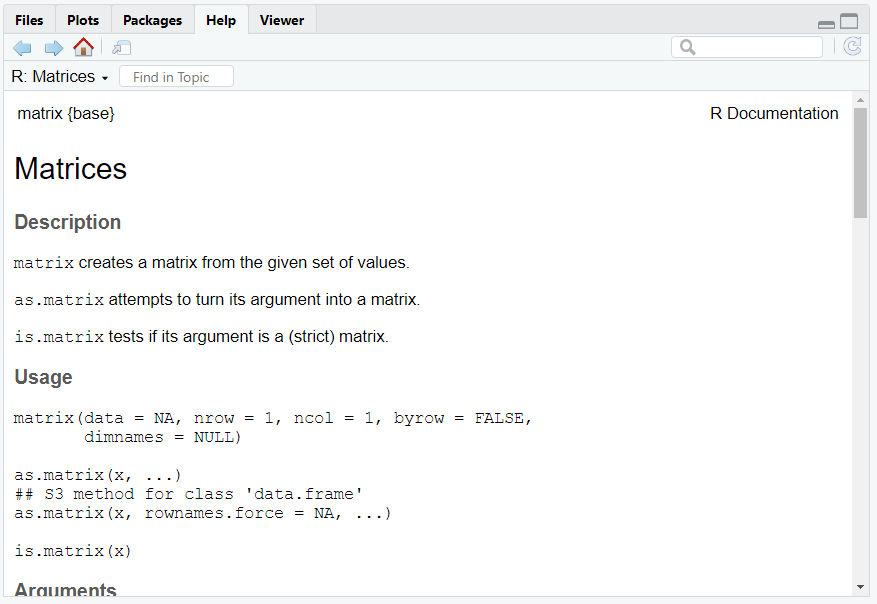 Files Plots Packages Help Viewer
R: Matrices Find in Topic
matrix {base} R Documentation
Matrices
Description
matrix creates a matrix from the given set of values.
as.matrix attempts to turn its argument into a matrix.
is.matrix tests if its argument is a (strict) matrix.
Usage
matrix(data = NA, nrow = 1, ncol = 1, byrow = FALSE,
       dimnames = NULL)
as.matrix(x, ...)
## S3 method for class 'data.frame'
as.matrix(x, rownames.force = NA, ...)
is.matrix(x)
Arguments